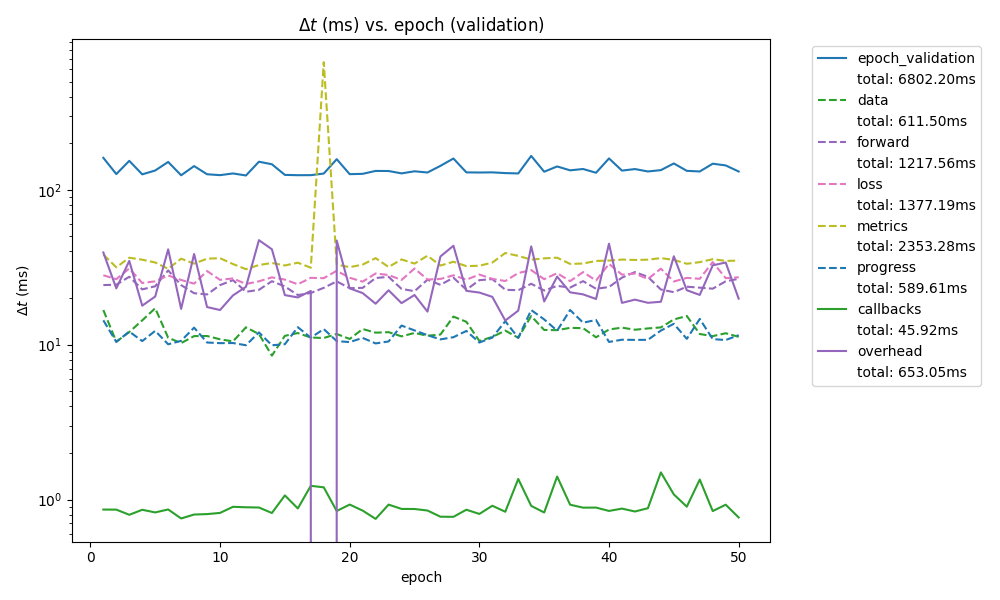 Δt (ms) vs. epoch (validation)
Δt (ms)
10²
10¹
10⁰
0 10 20 30 40 50
epoch
epoch_validation
total: 6802.20ms
data
total: 611.50ms
forward
total: 1217.56ms
loss
total: 1377.19ms
metrics
total: 2353.28ms
progress
total: 589.61ms
callbacks
total: 45.92ms
overhead
total: 653.05ms